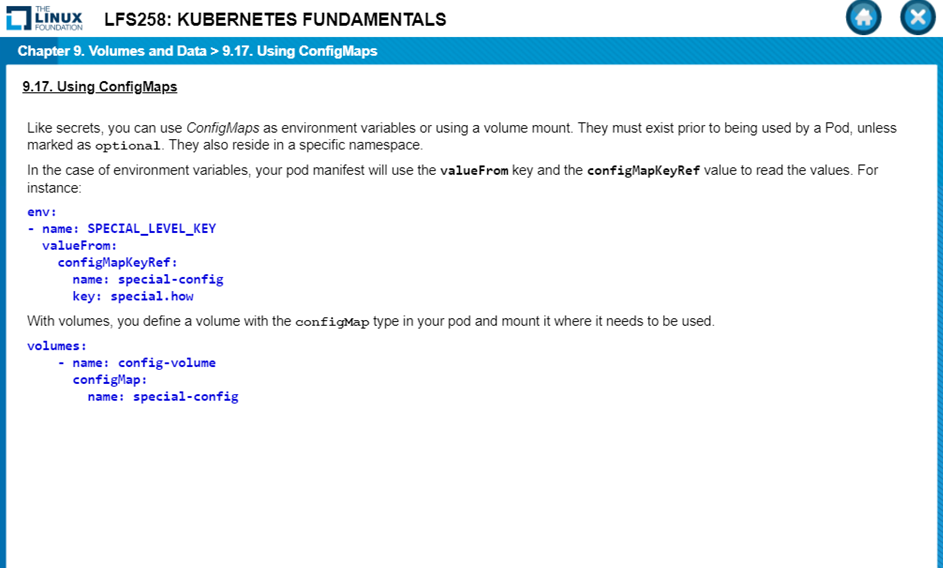 THE
LINUX
FOUNDATION
LFS258: KUBERNETES FUNDAMENTALS
Chapter 9. Volumes and Data > 9.17. Using ConfigMaps
9.17. Using ConfigMaps
Like secrets, you can use ConfigMaps as environment variables or using a volume mount. They must exist prior to being used by a Pod, unless
marked as optional. They also reside in a specific namespace.
In the case of environment variables, your pod manifest will use the valueFrom key and the configMapKeyRef value to read the values. For
instance:
env:
- name: SPECIAL_LEVEL_KEY
  valueFrom:
    configMapKeyRef:
      name: special-config
      key: special.how
With volumes, you define a volume with the configMap type in your pod and mount it where it needs to be used.
volumes:
    - name: config-volume
      configMap:
        name: special-config